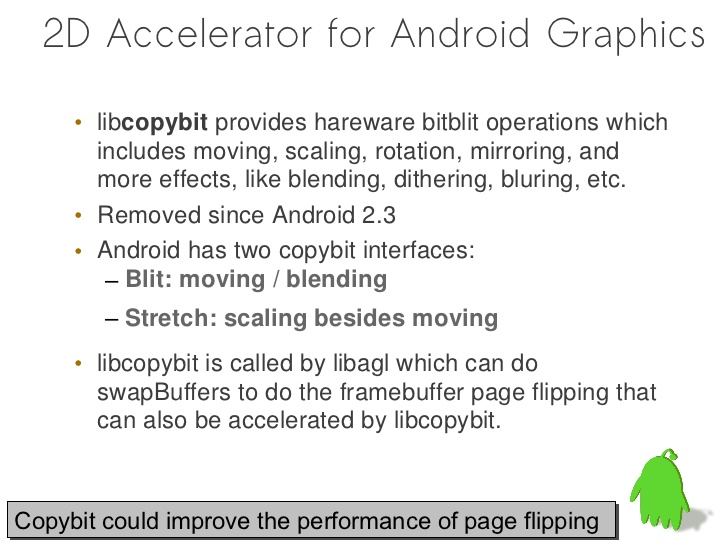 2D Accelerator for Android Graphics
• libcopybit provides hareware bitblit operations which
includes moving, scaling, rotation, mirroring, and
more effects, like blending, dithering, bluring, etc.
• Removed since Android 2.3
• Android has two copybit interfaces:
– Blit: moving / blending
– Stretch: scaling besides moving
• libcopybit is called by libagl which can do
swapBuffers to do the framebuffer page flipping that
can also be accelerated by libcopybit.
Copybit could improve the performance of page flipping